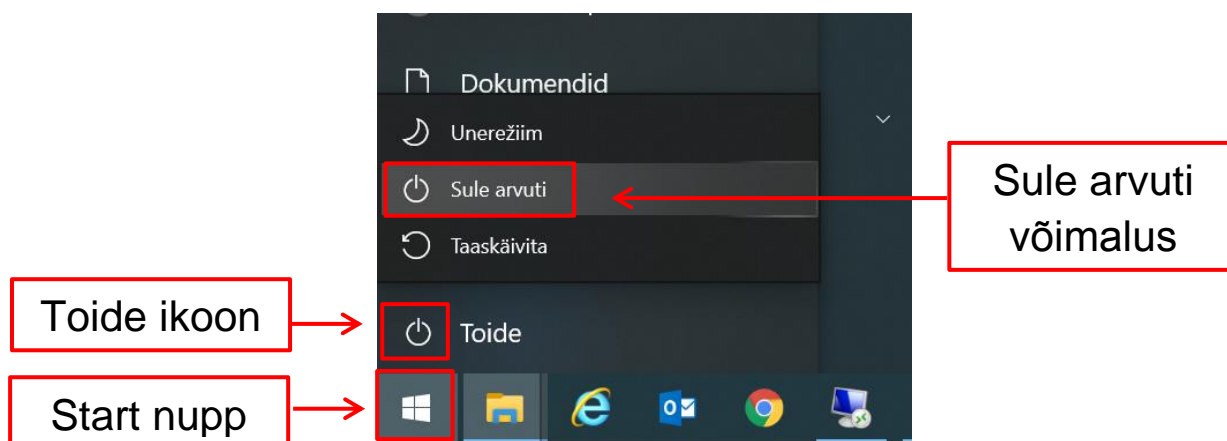 Dokumendid
Unerežiim
Sule arvuti
Taaskäivita
Toide
Sule arvuti
võimalus
Toide ikoon
Start nupp